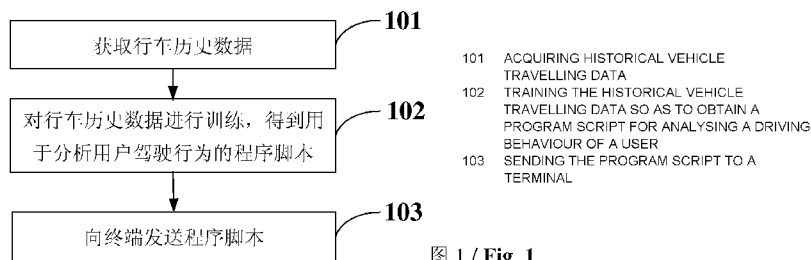 获取行车历史数据
101
对行车历史数据进行训练，得到用
于分析用户驾驶行为的程序脚本
102
向终端发送程序脚本
103
101 ACQUIRING HISTORICAL VEHICLE
TRAVELLING DATA
102 TRAINING THE HISTORICAL VEHICLE
TRAVELLING DATA SO AS TO OBTAIN A
PROGRAM SCRIPT FOR ANALYSING A DRIVING
BEHAVIOUR OF A USER
103 SENDING THE PROGRAM SCRIPT TO A
TERMINAL
图 1 / Fig. 1